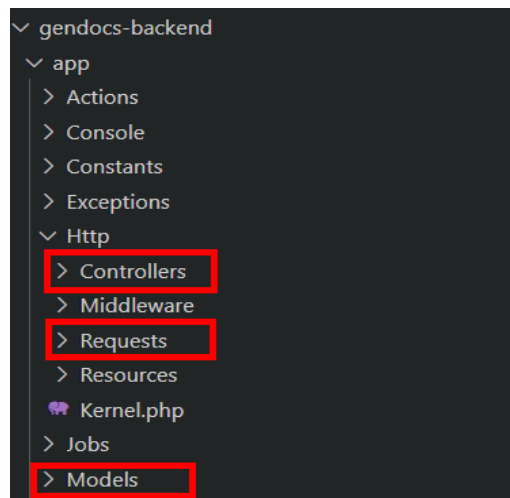 gendocs-backend
app
Actions
Console
Constants
Exceptions
Http
Controllers
Middleware
Requests
Resources
Kernel.php
Jobs
Models